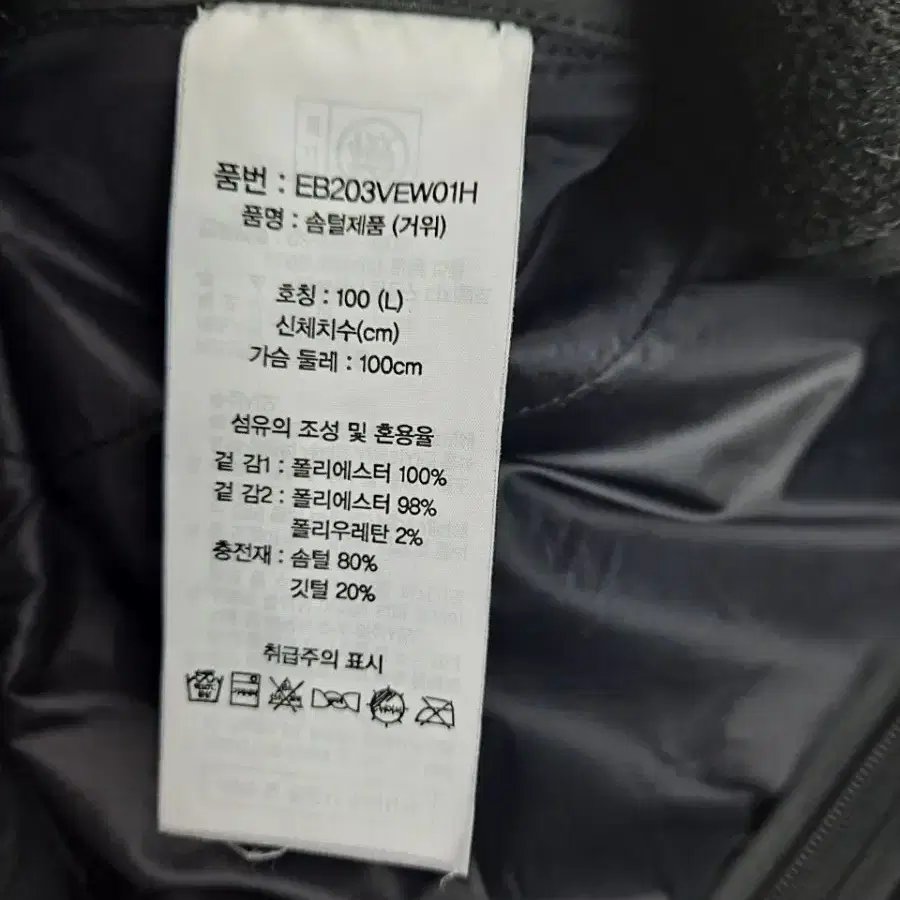 품번 : EB203VEW01H
품명 : 솜털제품 (거위)
호칭 : 100 (L)
신체치수(cm)
가슴 둘레 : 100cm
섬유의 조성 및 혼용율
겉 감1 : 폴리에스터 100%
겉 감2 : 폴리에스터 98%
폴리우레탄 2%
충전재 : 솜털 80%
깃털 20%
취급주의 표시